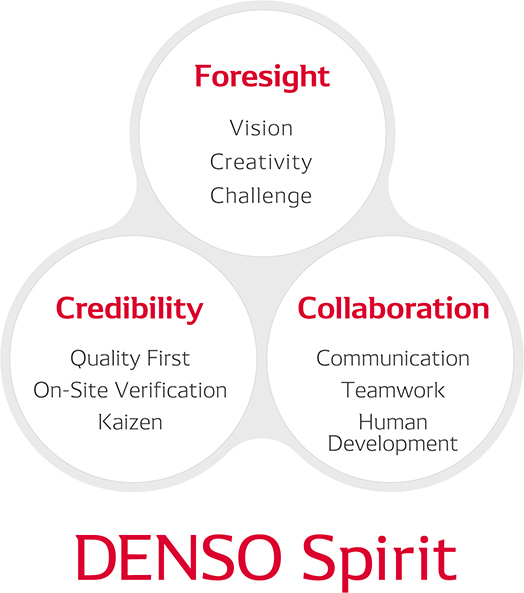 Foresight
Vision
Creativity
Challenge
Credibility
Quality First
On-Site Verification
Kaizen
Collaboration
Communication
Teamwork
Human
Development
DENSO Spirit